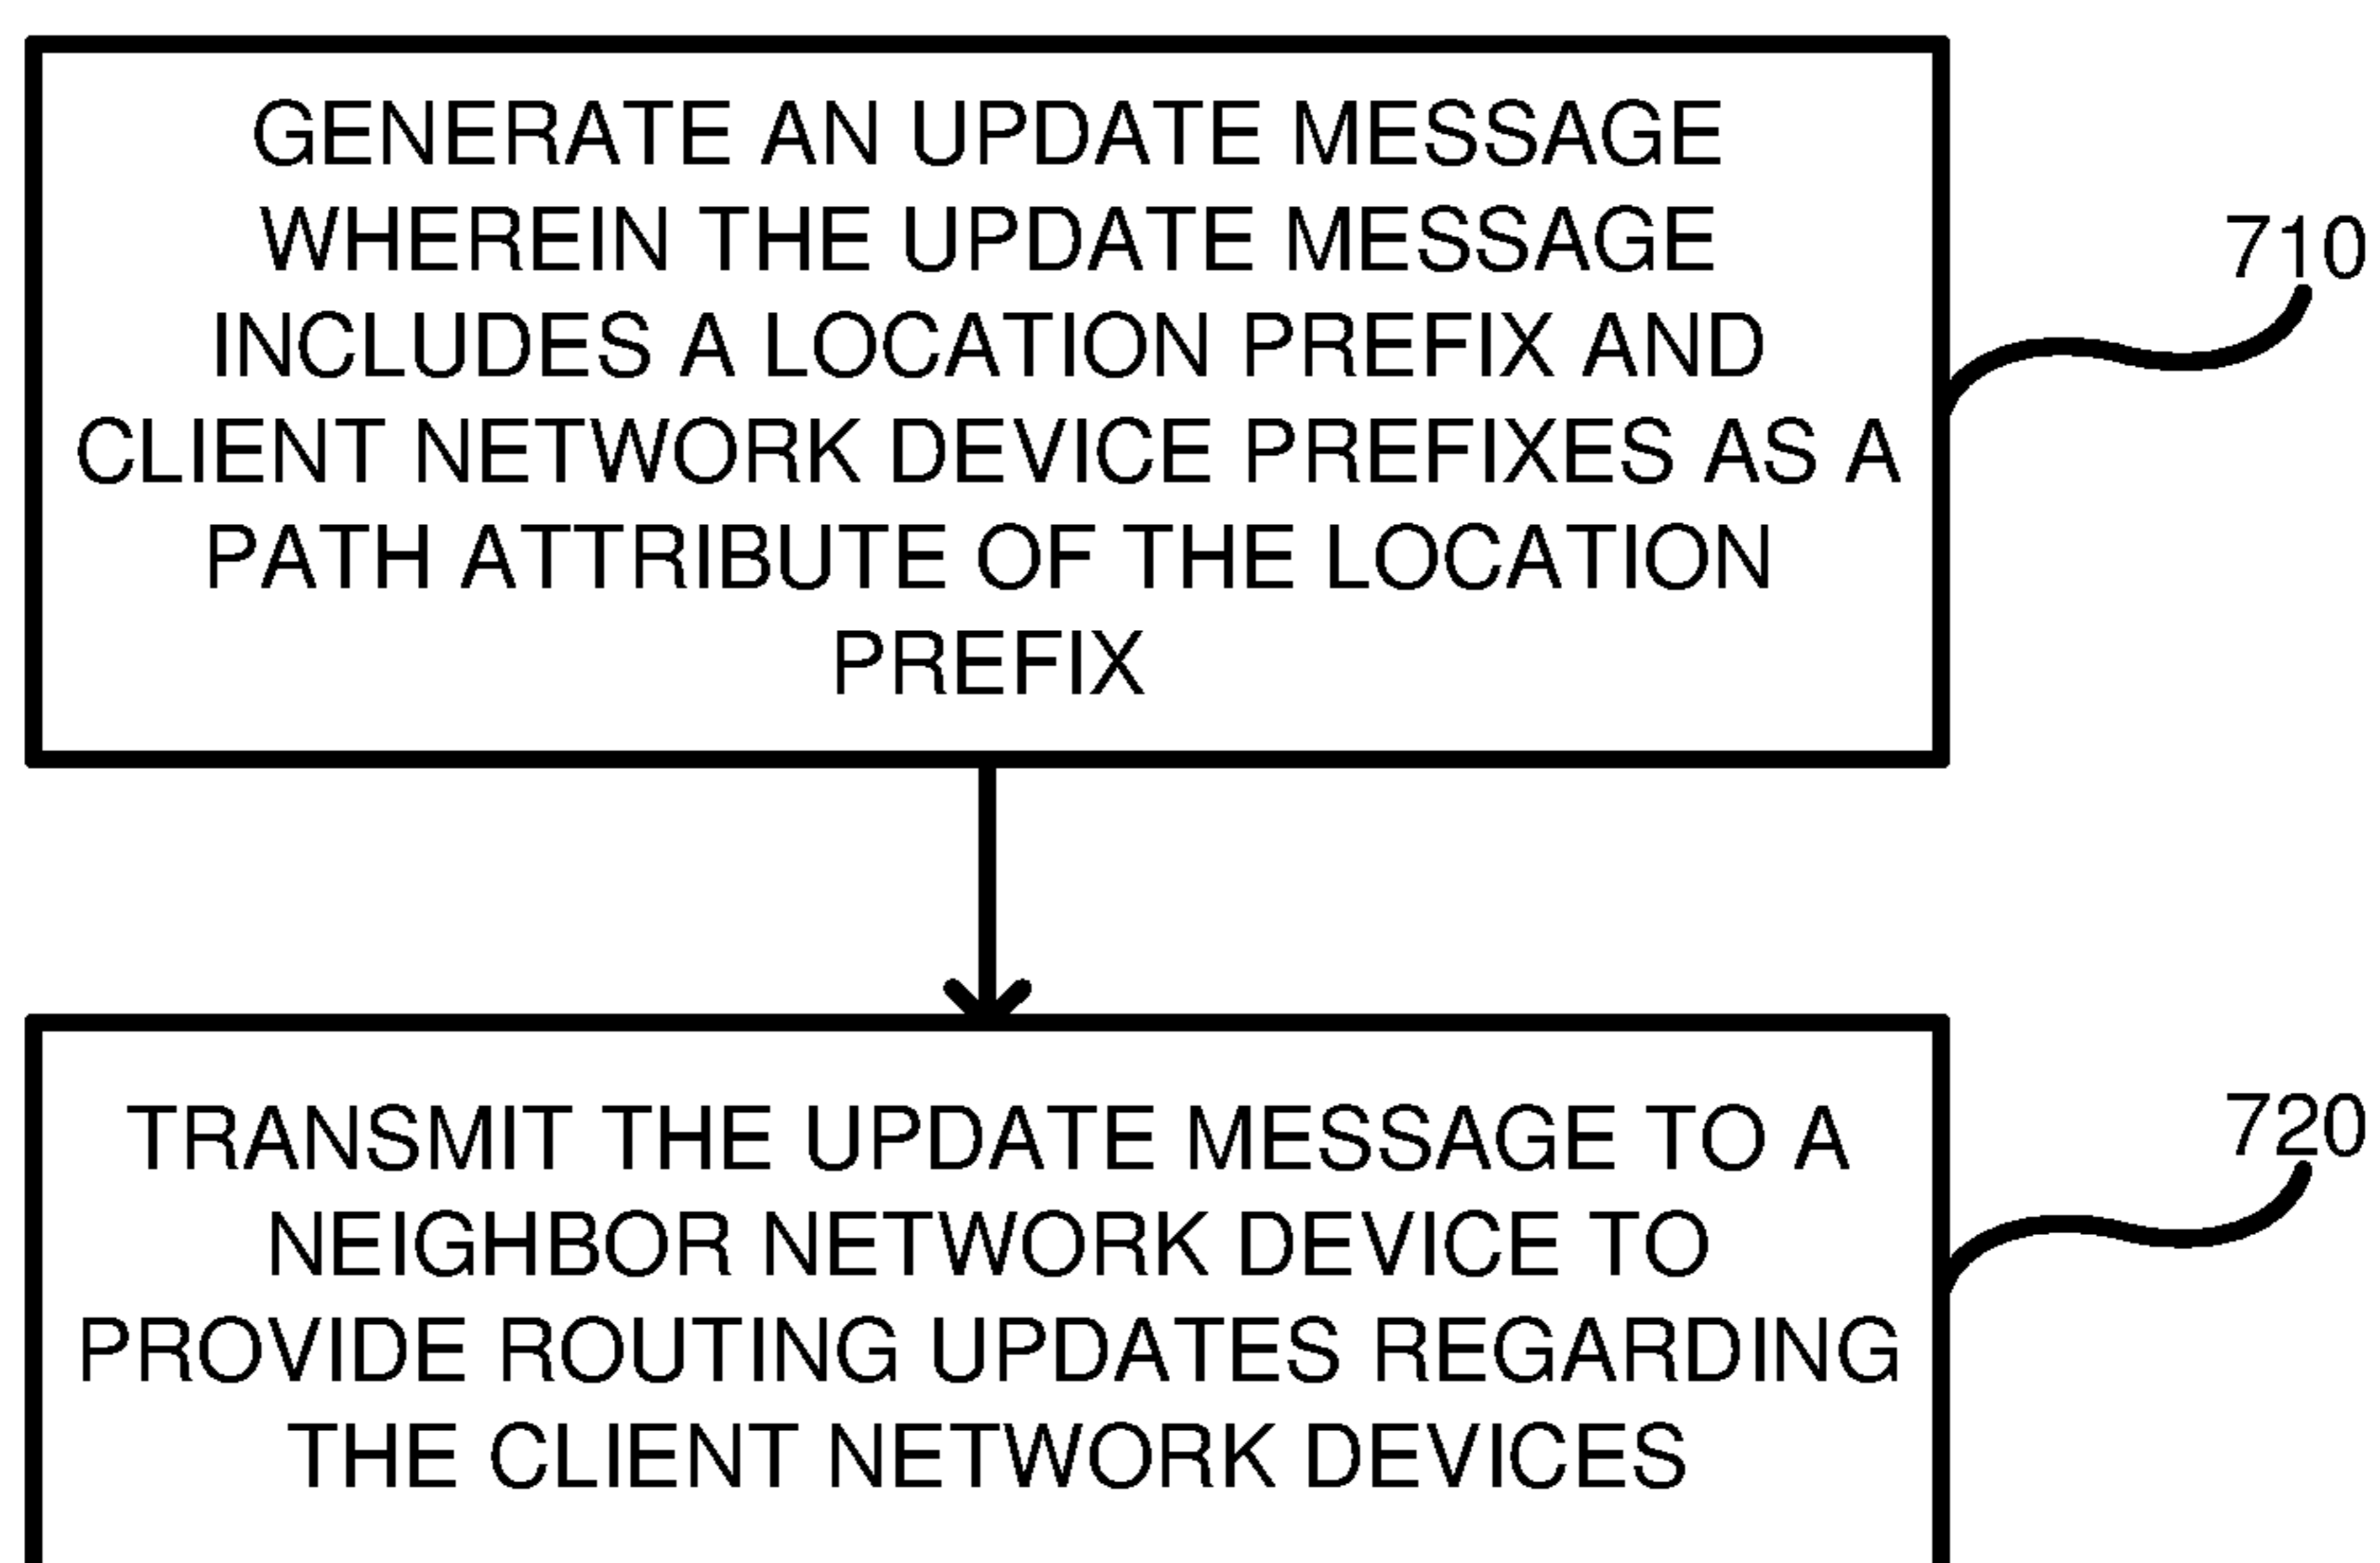 GENERATE AN UPDATE MESSAGE
WHEREIN THE UPDATE MESSAGE
INCLUDES A LOCATION PREFIX AND
CLIENT NETWORK DEVICE PREFIXES AS A
PATH ATTRIBUTE OF THE LOCATION
PREFIX
710
TRANSMIT THE UPDATE MESSAGE TO A
NEIGHBOR NETWORK DEVICE TO
PROVIDE ROUTING UPDATES REGARDING
THE CLIENT NETWORK DEVICES
720